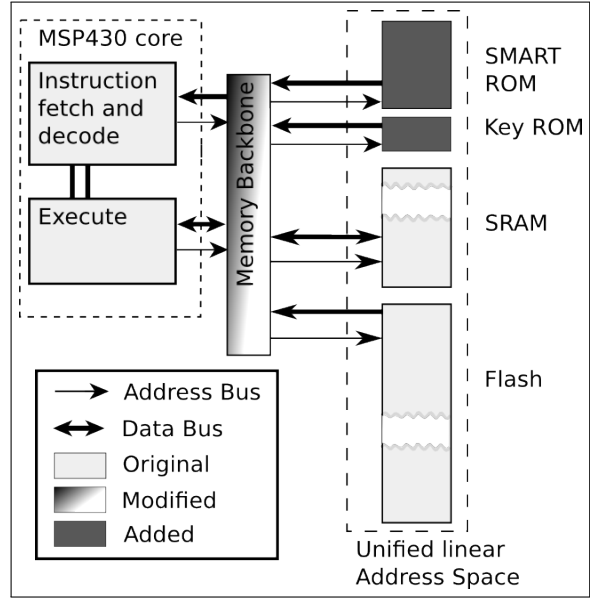 MSP430 core
Instruction
fetch and
decode
Execute
Memory Backbone
SMART
ROM
Key ROM
SRAM
Flash
Address Bus
Data Bus
Original
Modified
Added
Unified linear
Address Space